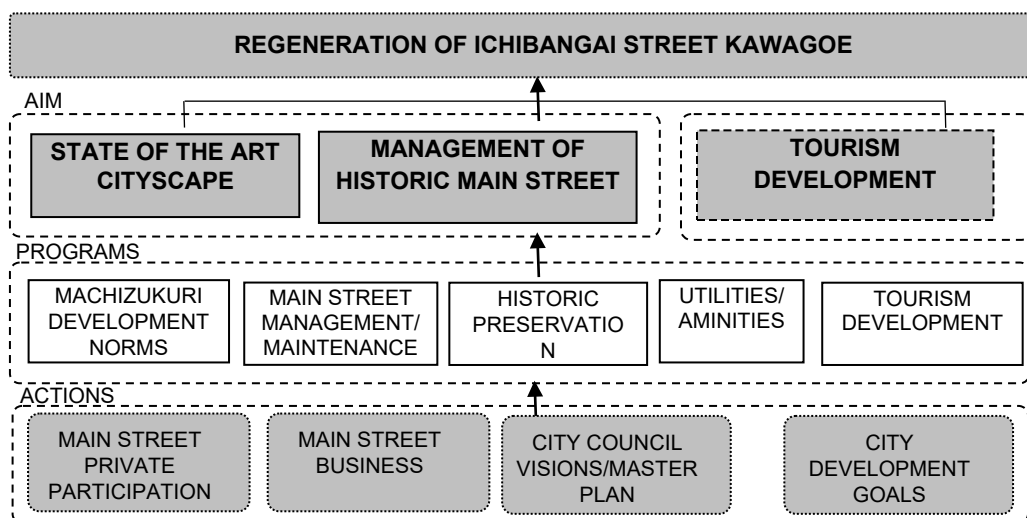 REGENERATION OF ICHIBANGAI STREET KAWAGOE
AIM
STATE OF THE ART
CITYSCAPE
MANAGEMENT OF
HISTORIC MAIN STREET
TOURISM
DEVELOPMENT
PROGRAMS
MACHIZUKURI
DEVELOPMENT
NORMS
MAIN STREET
MANAGEMENT/
MAINTENANCE
HISTORIC
PRESERVATIO
N
UTILITIES/
AMINITIES
TOURISM
DEVELOPMENT
ACTIONS
MAIN STREET
PRIVATE
PARTICIPATION
MAIN STREET
BUSINESS
CITY COUNCIL
VISIONS/MASTER
PLAN
CITY
DEVELOPMENT
GOALS